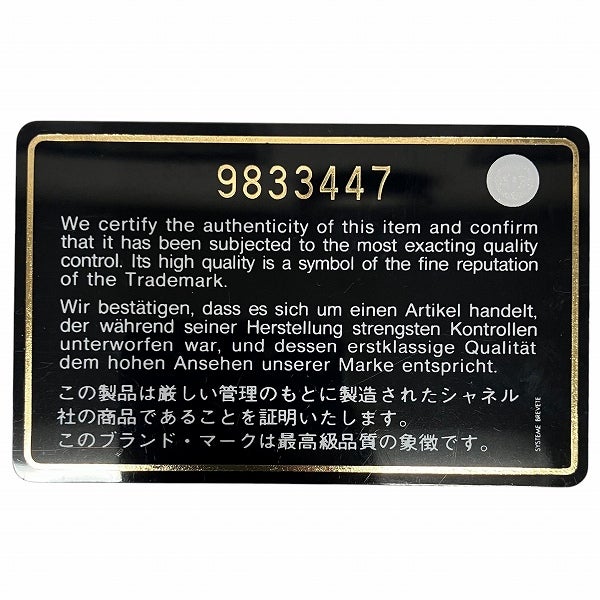 9833447
We certify the authenticity of this item and confirm
that it has been subjected to the most exacting quality
control. Its high quality is a symbol of the fine reputation
of the Trademark.
Wir bestätigen, dass es sich um einen Artikel handelt,
der während seiner Herstellung strengsten Kontrollen
unterworfen war, und dessen erstklassige Qualität
dem hohen Ansehen unserer Marke entspricht.
この製品は厳しい管理のもとに製造されたシャネル
社の商品であることを証明いたします。
このブランド・マークは最高級品質の象徴です。
SYSTEME BREVETE